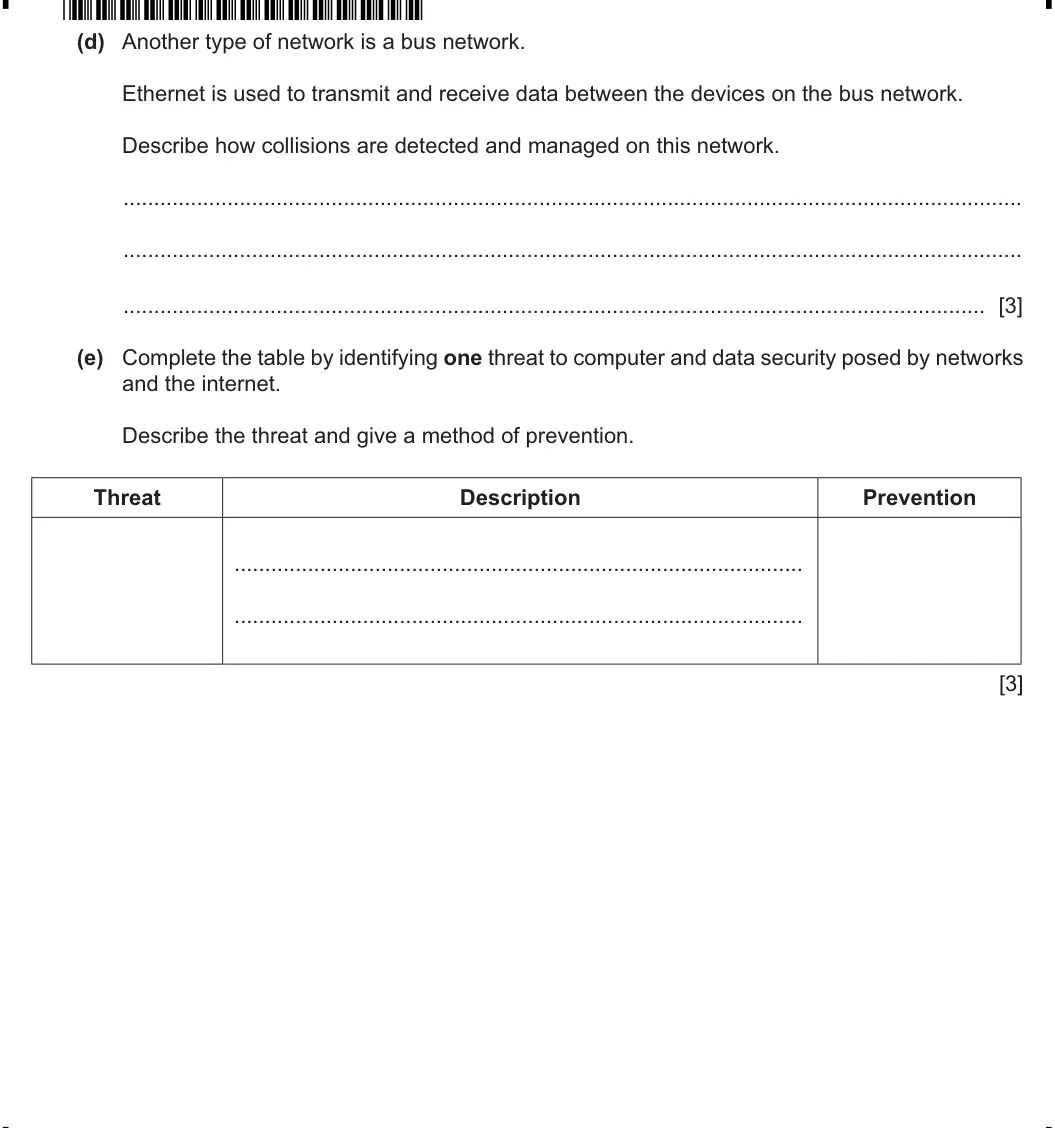 (d) Another type of network is a bus network.
Ethernet is used to transmit and receive data between the devices on the bus network.
Describe how collisions are detected and managed on this network.
....................................................................................................................................................
....................................................................................................................................................
.............................................................................................................................................. [3]
(e) Complete the table by identifying one threat to computer and data security posed by networks
and the internet.
Describe the threat and give a method of prevention.
Threat Description Prevention
.............................................................................................
.............................................................................................
[3]